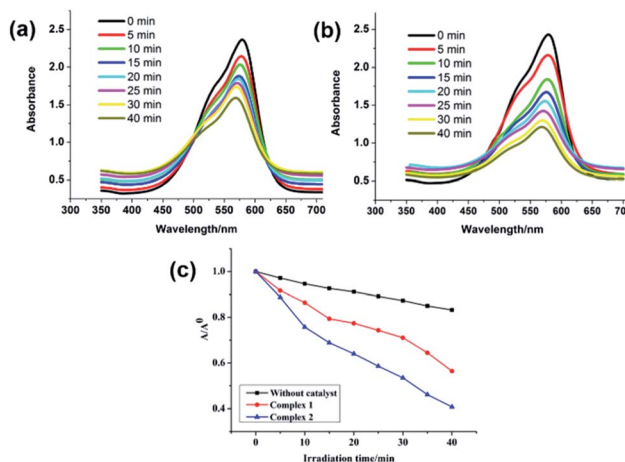 (a)
0 min
5 min
10 min
15 min
20 min
25 min
30 min
40 min
Absorbance
2.5
2.0
1.5
1.0
0.5
300 350 400 450 500 550 600 650 700
Wavelength/nm
(b)
0 min
5 min
10 min
15 min
20 min
25 min
30 min
40 min
Absorbance
2.5
2.0
1.5
1.0
0.5
300 350 400 450 500 550 600 650 700
Wavelength/nm
(c)
A/A⁰
1.0
0.8
0.6
0.4
Without catalyst
Complex 1
Complex 2
0 10 20 30 40
Irradiation time/min